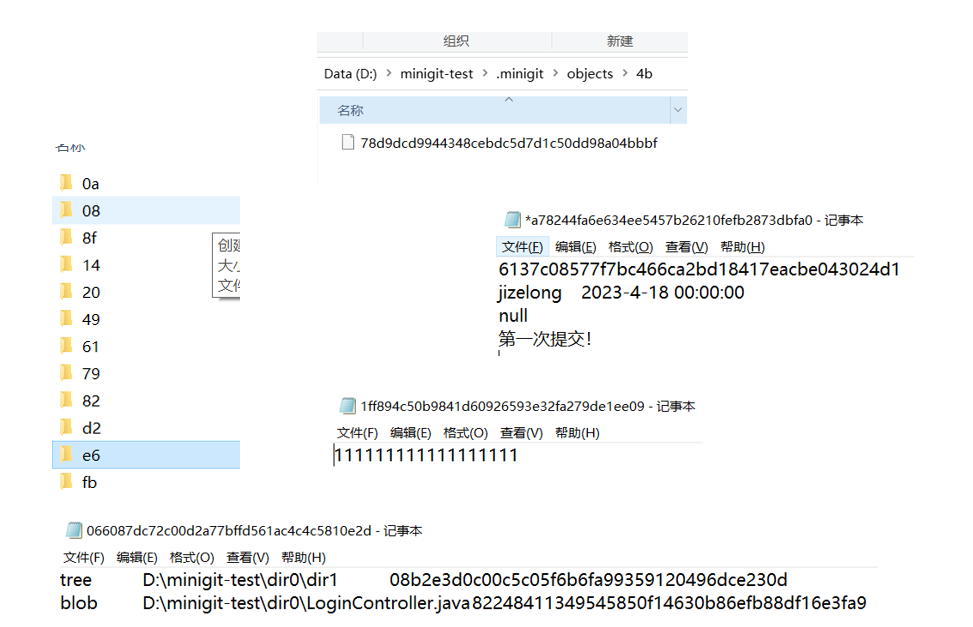 组织 新建
Data (D:) > minigit-test > .minigit > objects > 4b
名称
78d9dcd9944348cebdc5d7d1c50dd98a04bbbf
名称
0a
08
8f
14
20
49
61
79
82
d2
e6
fb
创建
大小
文件
*a78244fa6e634ee5457b26210fefb2873dbfa0 - 记事本
文件(F) 编辑(E) 格式(O) 查看(V) 帮助(H)
6137c08577f7bc466ca2bd18417eacbe043024d1
jizelong 2023-4-18 00:00:00
null
第一次提交!
1ff894c50b9841d60926593e32fa279de1ee09 - 记事本
文件(F) 编辑(E) 格式(O) 查看(V) 帮助(H)
111111111111111111
066087dc72c00d2a77bffd561ac4c4c5810e2d - 记事本
文件(F) 编辑(E) 格式(O) 查看(V) 帮助(H)
tree D:\minigit-test\dir0\dir1 08b2e3d0c00c5c05f6b6fa99359120496dce230d
blob D:\minigit-test\dir0\LoginController.java 82248411349545850f14630b86efb88df16e3fa9